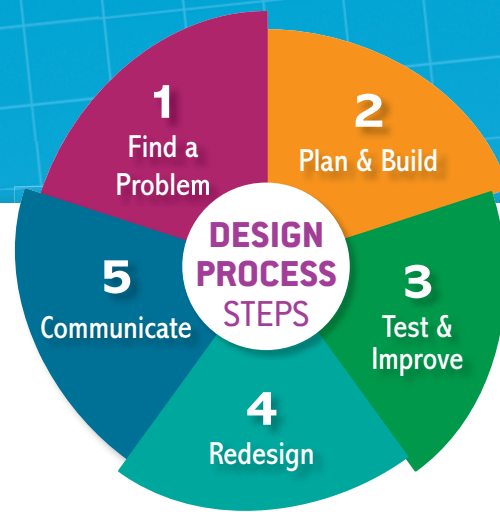 DESIGN
PROCESS
STEPS
1
Find a
Problem
2
Plan & Build
3
Test &
Improve
4
Redesign
5
Communicate